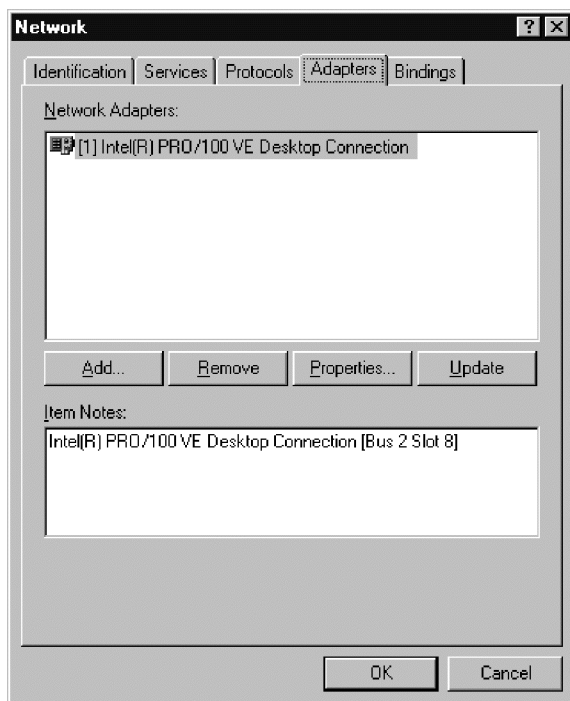 Network
Identification Services Protocols Adapters Bindings
Network Adapters:
[1] Intel(R) PRO/100 VE Desktop Connection
Add... Remove Properties... Update
Item Notes:
Intel(R) PRO/100 VE Desktop Connection [Bus 2 Slot 8]
OK Cancel